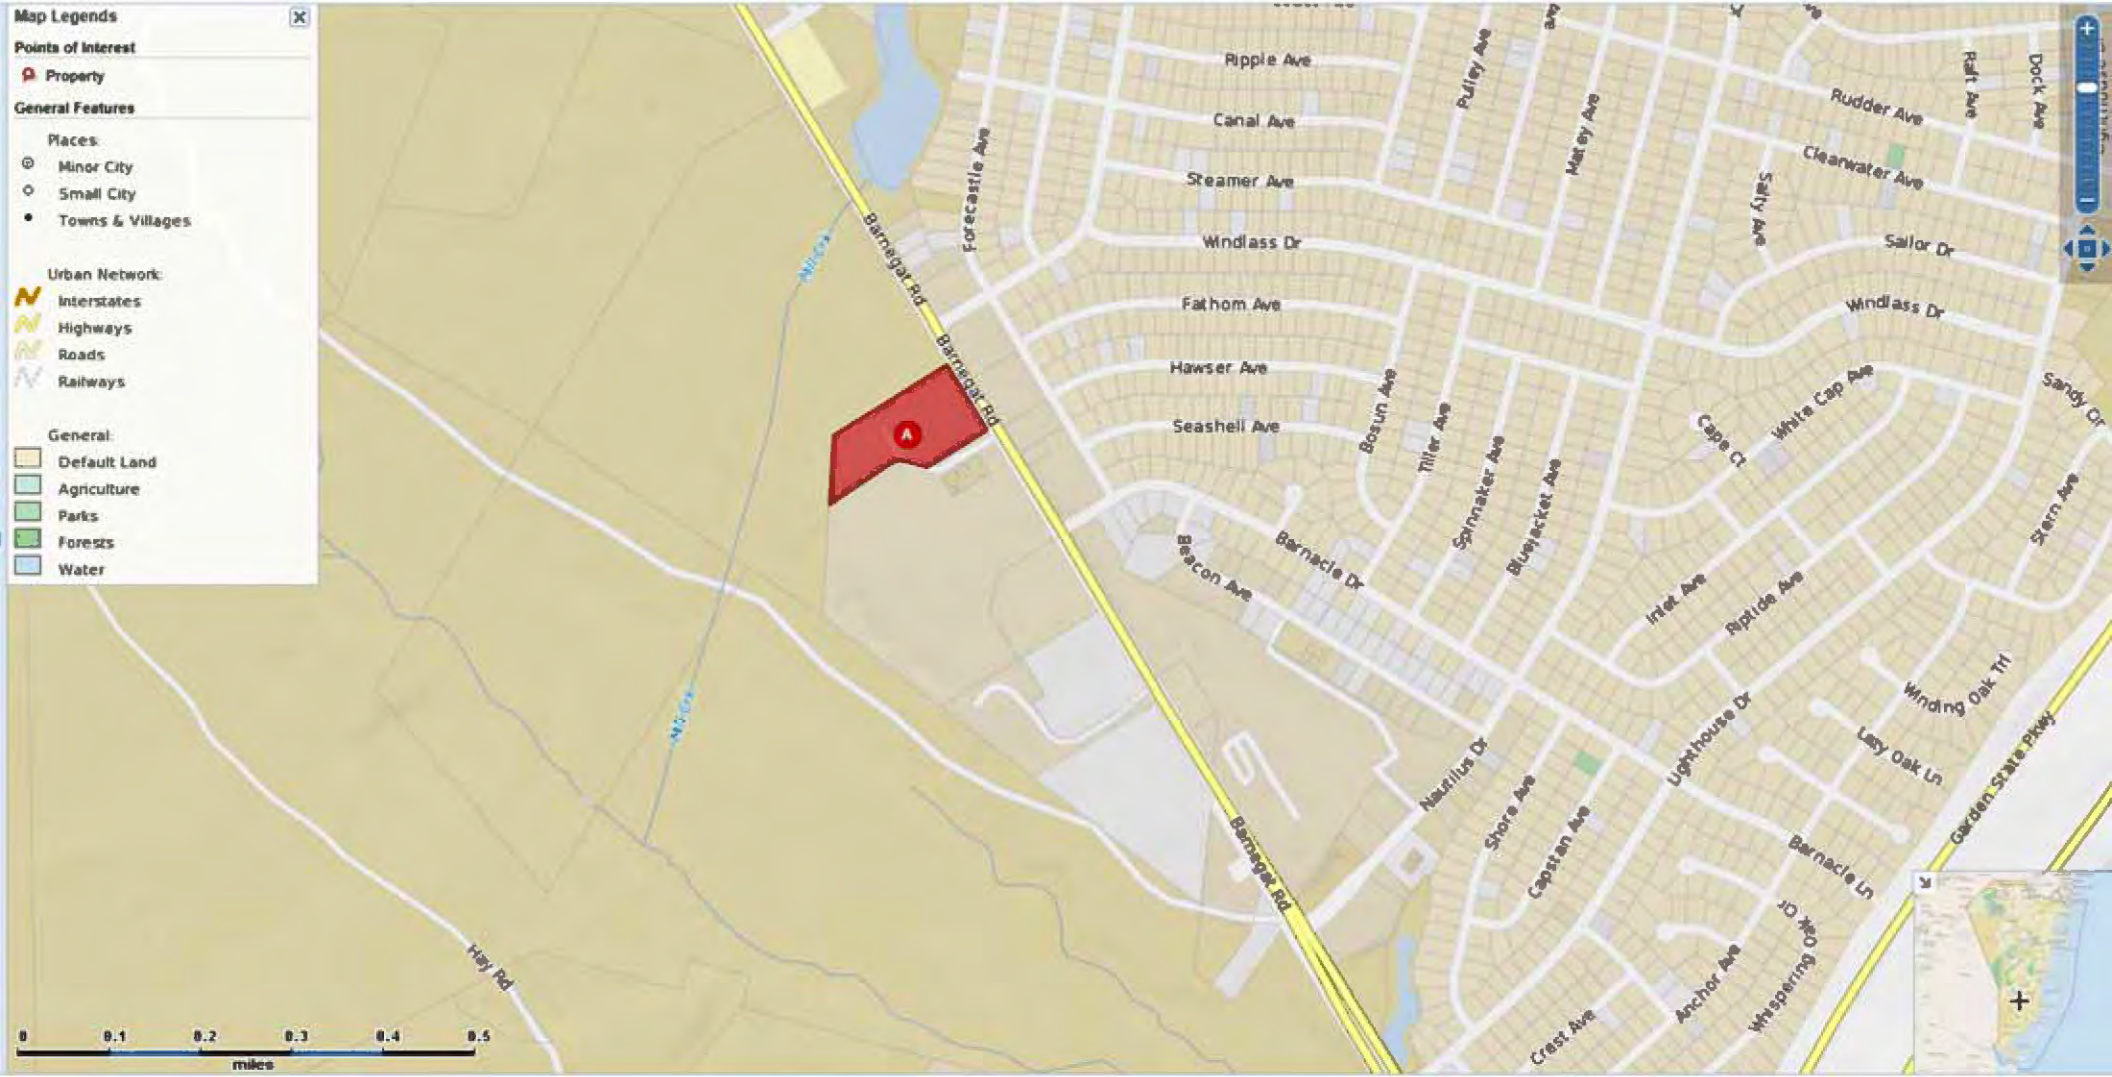 Map Legends
Points of Interest
Property
General Features
Places:
Minor City
Small City
Towns & Villages
Urban Network:
Interstates
Highways
Roads
Railways
General:
Default Land
Agriculture
Parks
Forests
Water
Ripple Ave
Canal Ave
Steamer Ave
Windlass Dr
Fathom Ave
Hawser Ave
Seashell Ave
Forecastle Ave
Pulley Ave
Ave
Matey Ave
Rudder Ave
Raft Ave
Dock Ave
Clearwater Ave
Salty Ave
Sailor Dr
Windlass Dr
White Cap Ave
Cape Ct
Sandy Dr
Stern Ave
Barnegat Rd
Barnegat Rd
A
Mill Crk
Mill Crk
Bosun Ave
Tiller Ave
Spinnaker Ave
Bluejacket Ave
Barnacle Dr
Beacon Ave
Inlet Ave
Riptide Ave
Winding Oak Trl
Lazy Oak Ln
Lighthouse Dr
Garden State Pkwy
Nautilus Dr
Shore Ave
Capstan Ave
Barnacle Ln
Barnegat Rd
Oak Cr
Whispering
Anchor Ave
Crest Ave
Hay Rd
0 0.1 0.2 0.3 0.4 0.5
miles